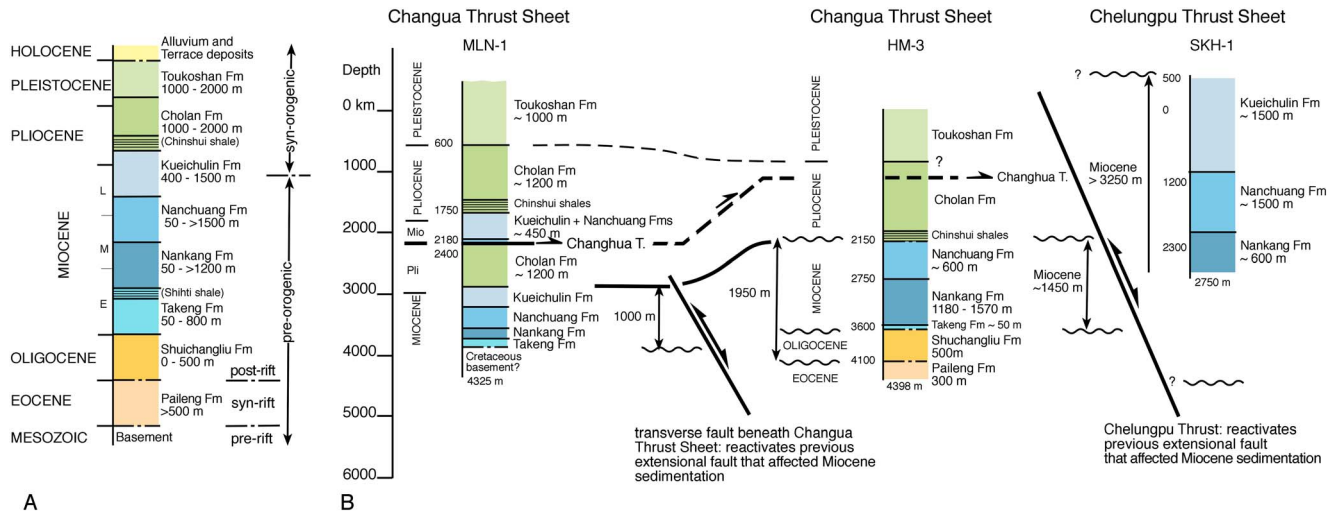 HOLOCENE
PLEISTOCENE
PLIOCENE
MIOCENE
L
M
E
OLIGOCENE
EOCENE
MESOZOIC
Alluvium and
Terrace deposits
Toukoshan Fm
1000 - 2000 m
Cholan Fm
1000 - 2000 m
(Chinshui shale)
Kueichulin Fm
400 - 1500 m
Nanchuang Fm
50 - >1500 m
Nankang Fm
50 - >1200 m
(Shihti shale)
Takeng Fm
50 - 800 m
Shuichangliu Fm
0 - 500 m
Paileng Fm
>500 m
Basement
syn-orogenic
pre-orogenic
post-rift
syn-rift
pre-rift
A
Changua Thrust Sheet
MLN-1
Depth
0 km
1000
2000
3000
4000
5000
6000
PLEISTOCENE
PLIOCENE
Mio
Pli
MIOCENE
600
1750
2180
2400
Toukoshan Fm
~ 1000 m
Cholan Fm
~ 1200 m
Chinshui shales
Kueichulin + Nanchuang Fms
~ 450 m
Changhua T.
Cholan Fm
~ 1200 m
Kueichulin Fm
Nanchuang Fm
Nankang Fm
Takeng Fm
Cretaceous
basement?
4325 m
1000 m
1950 m
transverse fault beneath Changua
Thrust Sheet: reactivates previous
extensional fault that affected Miocene
sedimentation
B
Changua Thrust Sheet
HM-3
PLEISTOCENE
PLIOCENE
MIOCENE
OLIGOCENE
EOCENE
2150
2750
3600
4100
Toukoshan Fm
?
Changhua T.
Cholan Fm
Chinshui shales
Nanchuang Fm
~ 600 m
Nankang Fm
1180 - 1570 m
Takeng Fm ~ 50 m
Shuchangliu Fm
500m
Paileng Fm
300 m
4398 m
Chelungpu Thrust Sheet
SKH-1
?
500
0
1200
2300
Kueichulin Fm
~ 1500 m
Nanchuang Fm
~ 1500 m
Nankang Fm
~ 600 m
2750 m
Miocene
> 3250 m
Miocene
~1450 m
?
Chelungpu Thrust: reactivates
previous extensional fault
that affected Miocene sedimentation